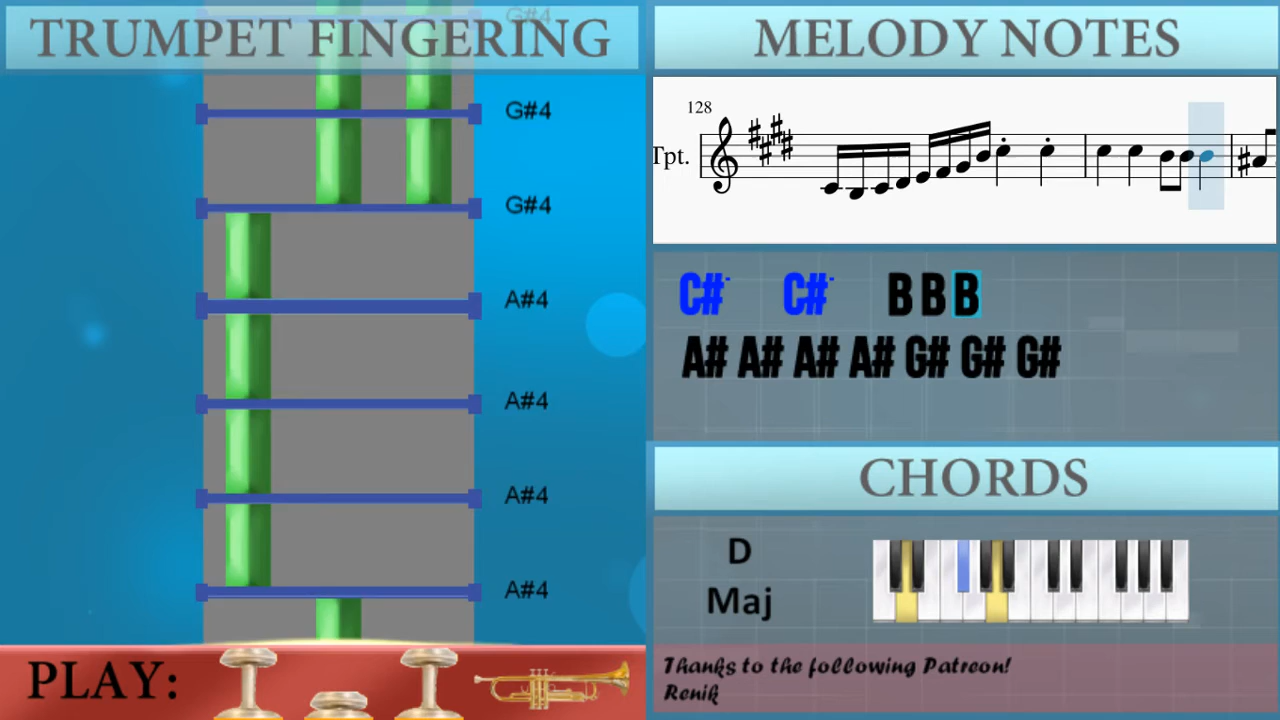 TRUMPET FINGERING
G#4
G#4
G#4
A#4
A#4
A#4
A#4
PLAY:
MELODY NOTES
128
Tpt.
C#- C#- B B B
A# A# A# A# G# G# G#
CHORDS
D
Maj
Thanks to the following Patreon!
Renik